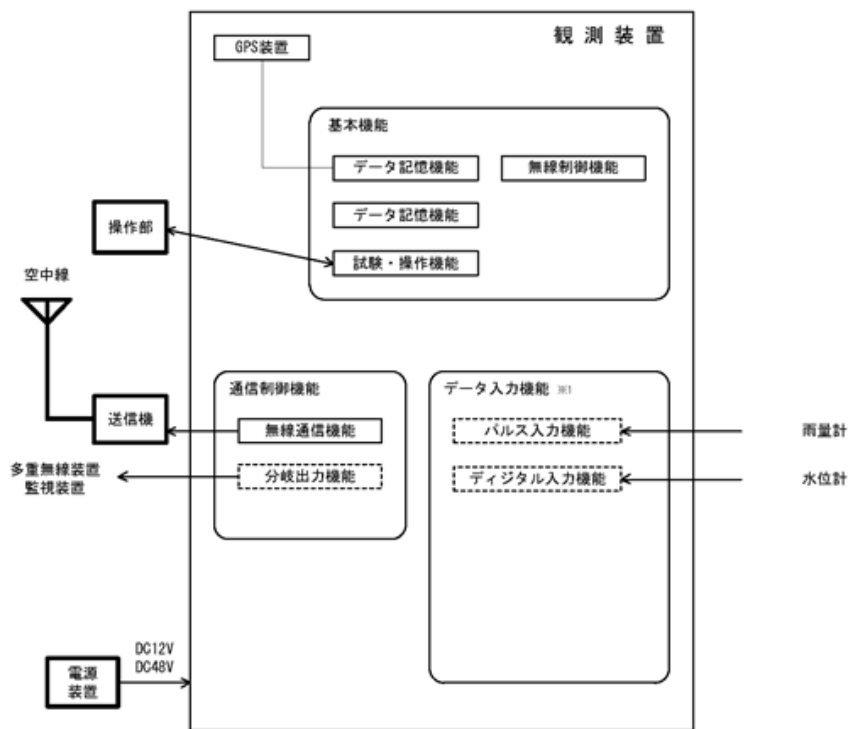 観測装置
GPS装置
基本機能
データ記憶機能
無線制御機能
データ記憶機能
試験・操作機能
操作部
空中線
通信制御機能
データ入力機能 ※1
送信機
無線通信機能
パルス入力機能
雨量計
多重無線装置
監視装置
分岐出力機能
ディジタル入力機能
水位計
DC12V
DC48V
電源
装置